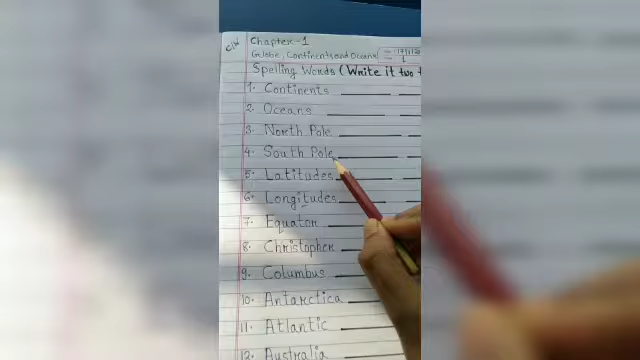 C/W
Chapter-1
Globe, Continents and Oceans
Spelling Words (Write it two
1. Continents
2. Oceans
3. North Pole
4. South Pole
5. Latitudes
6. Longitudes
7. Equator
8. Christopher
9. Columbus
10. Antarctica
11. Atlantic
12. Australia